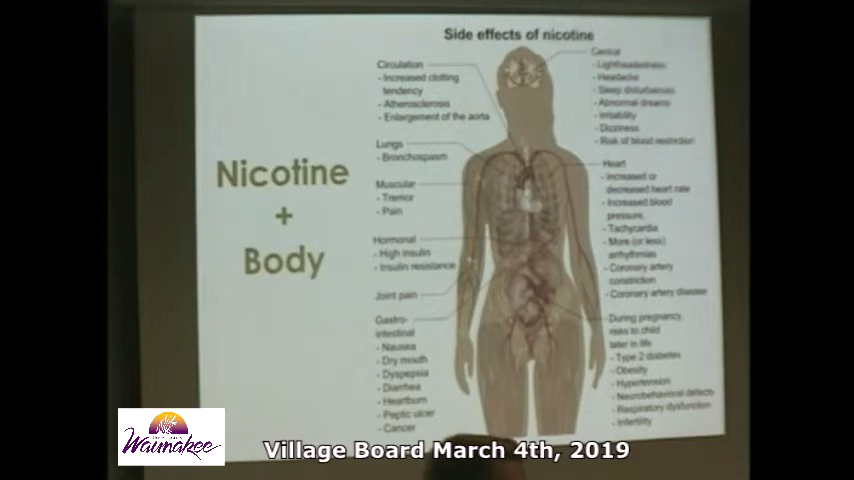 Side effects of nicotine
Nicotine
+
Body
Circulation
- Increased clotting
tendency
- Atherosclerosis
- Enlargement of the aorta
Lungs
- Bronchospasm
Muscular
- Tremor
- Pain
Hormonal
- High insulin
- Insulin resistance
Joint pain
Gastro-
intestinal
- Nausea
- Dry mouth
- Dyspepsia
- Diarrhea
- Heartburn
- Peptic ulcer
- Cancer
Central
- Lightheadedness
- Headache
- Sleep disturbances
- Abnormal dreams
- Irritability
- Dizziness
- Risk of blood restriction
Heart
- Increased or
decreased heart rate
- Increased blood
pressure,
- Tachycardia
- More (or less)
arrhythmias
- Coronary artery
constriction
- Coronary artery disease
During pregnancy,
risks to child
later in life
- Type 2 diabetes
- Obesity
- Hypertension
- Neurobehavioral defects
- Respiratory dysfunction
- Infertility
Waunakee
Village Board March 4th, 2019